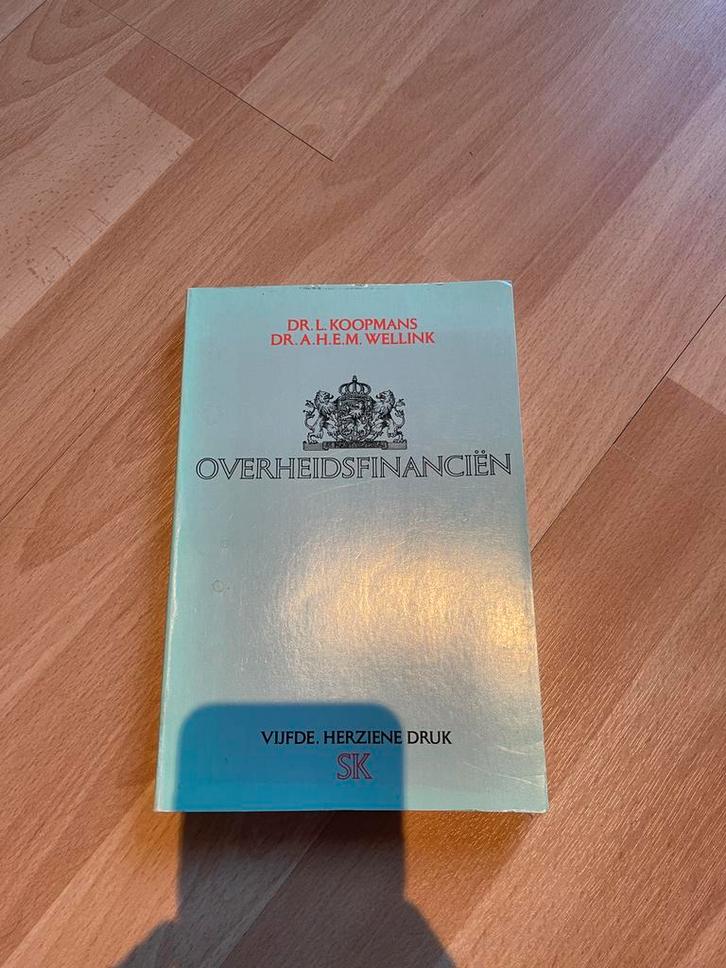 DR. L. KOOPMANS
DR. A.H.E.M. WELLINK
OVERHEIDSFINANCIËN
VIJFDE, HERZIENE DRUK
SK